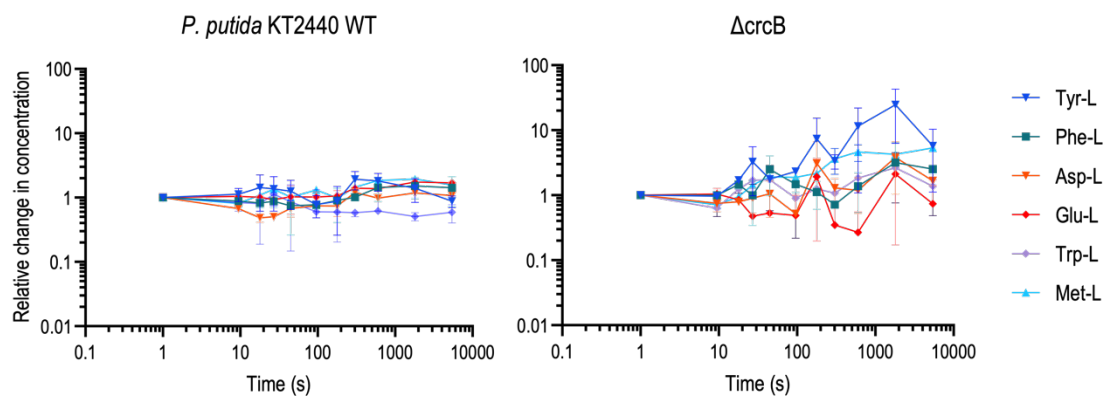 P. putida KT2440 WT
Relative change in concentration
100
10
1
0.1
0.01
0.1
1
10
100
1000
10000
Time (s)
ΔcrcB
100
10
1
0.1
0.01
0.1
1
10
100
1000
10000
Time (s)
Tyr-L
Phe-L
Asp-L
Glu-L
Trp-L
Met-L